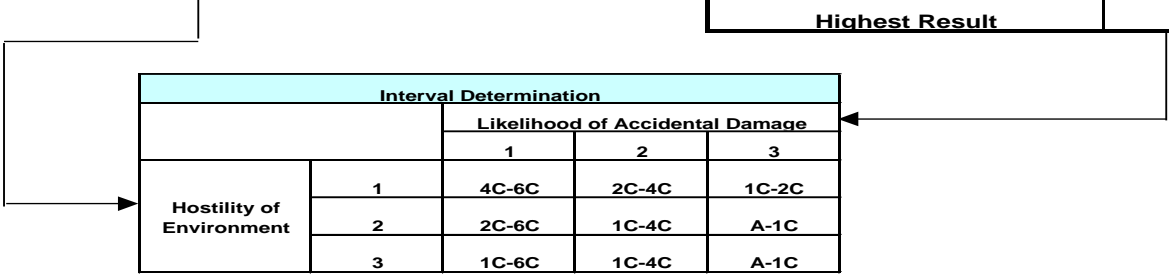 Highest Result
Interval Determination
Likelihood of Accidental Damage
1 2 3
Hostility of Environment
1 4C-6C 2C-4C 1C-2C
2 2C-6C 1C-4C A-1C
3 1C-6C 1C-4C A-1C